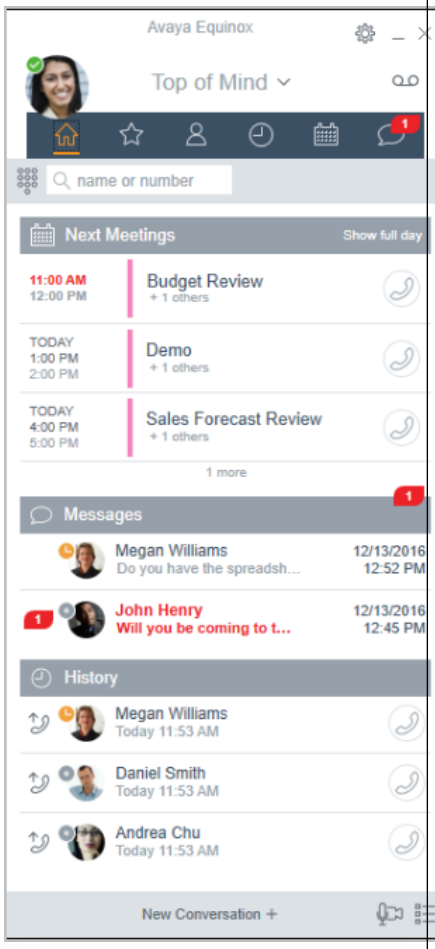 Avaya Equinox
Top of Mind
1
name or number
Next Meetings Show full day
11:00 AM
12:00 PM
Budget Review
+ 1 others
TODAY
1:00 PM
2:00 PM
Demo
+ 1 others
TODAY
4:00 PM
5:00 PM
Sales Forecast Review
+ 1 others
1 more
1
Messages
Megan Williams 12/13/2016
Do you have the spreadsh... 12:52 PM
1
John Henry 12/13/2016
Will you be coming to t... 12:45 PM
History
Megan Williams
Today 11:53 AM
Daniel Smith
Today 11:53 AM
Andrea Chu
Today 11:53 AM
New Conversation +